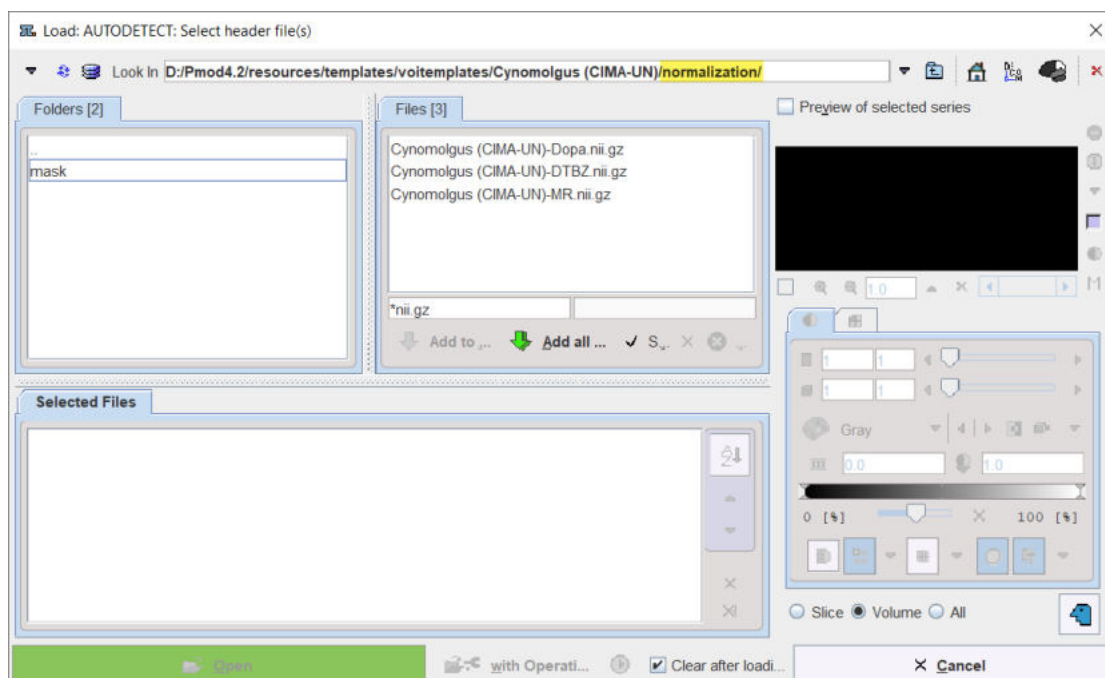 Load: AUTODETECT: Select header file(s)
Look In D:/Pmod4.2/resources/templates/voitemplates/Cynomolgus (CIMA-UN)/normalization/
Folders [2]
..
mask
Files [3]
Cynomolgus (CIMA-UN)-Dopa.nii.gz
Cynomolgus (CIMA-UN)-DTBZ.nii.gz
Cynomolgus (CIMA-UN)-MR.nii.gz
*nii.gz
Add to ... Add all ... S...
Preview of selected series
1.0
M
1 1
1 1
Gray
0.0 1.0
0 [%] 100 [%]
Slice Volume All
Selected Files
Open with Operati... Clear after loadi... Cancel